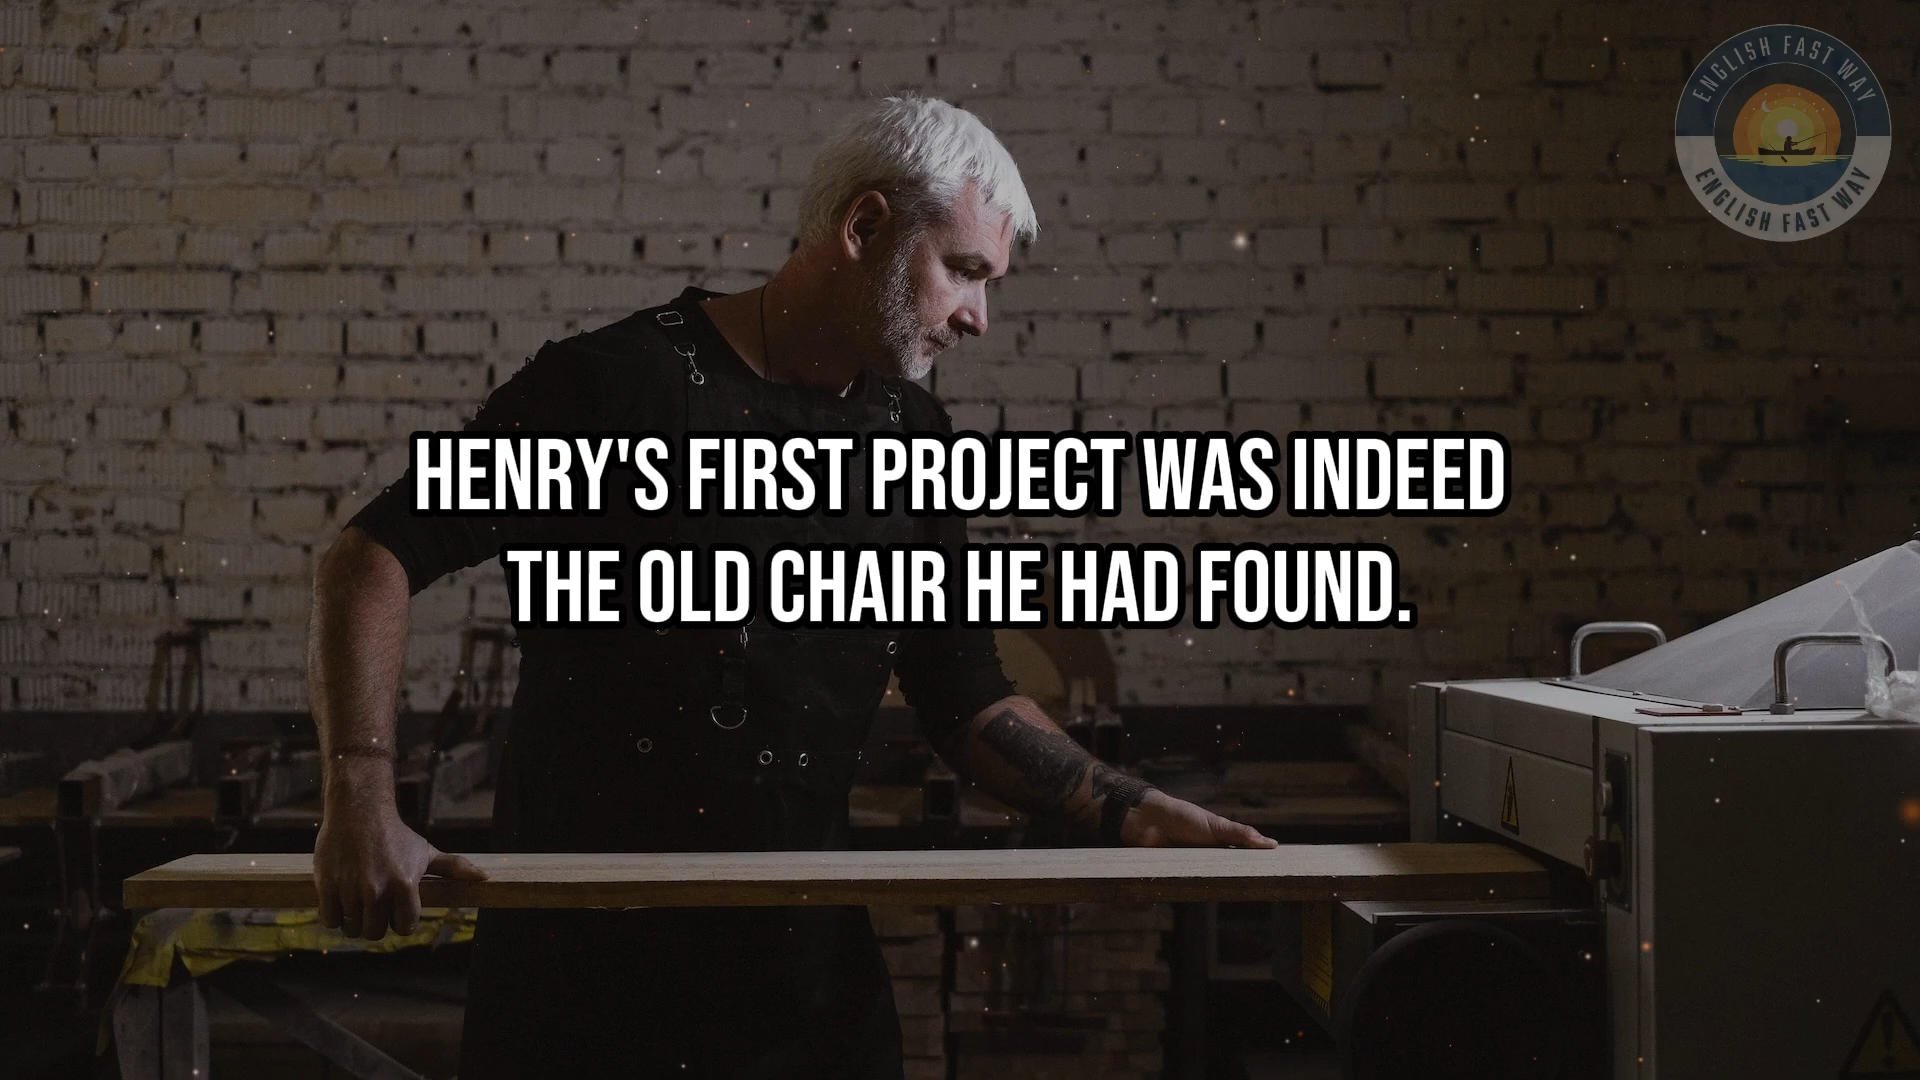 ENGLISH FAST WAY
ENGLISH FAST WAY
HENRY'S FIRST PROJECT WAS INDEED
THE OLD CHAIR HE HAD FOUND.